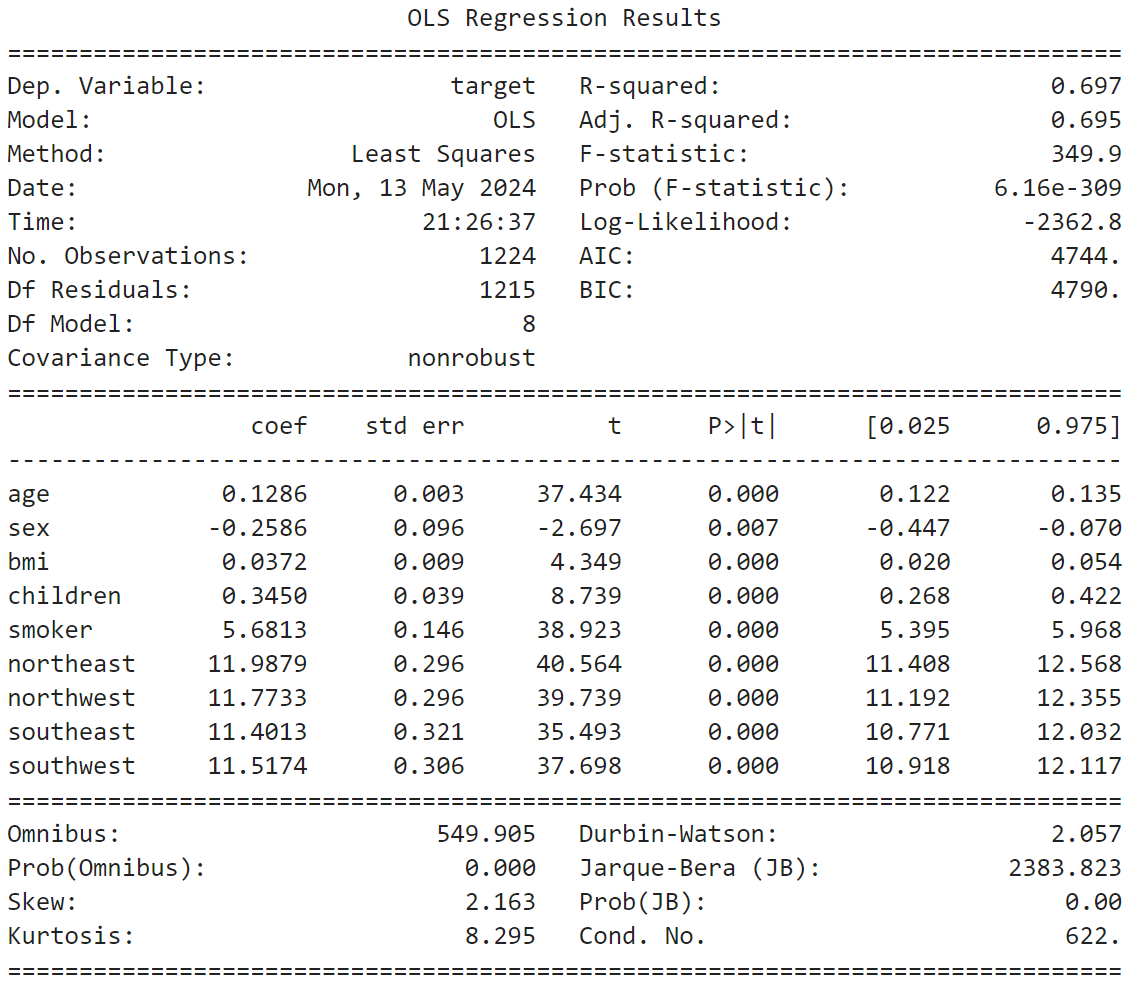 OLS Regression Results
==============================================================================
Dep. Variable:                 target   R-squared:                       0.697
Model:                            OLS   Adj. R-squared:                  0.695
Method:                 Least Squares   F-statistic:                     349.9
Date:                Mon, 13 May 2024   Prob (F-statistic):          6.16e-309
Time:                        21:26:37   Log-Likelihood:                -2362.8
No. Observations:                1224   AIC:                             4744.
Df Residuals:                    1215   BIC:                             4790.
Df Model:                           8
Covariance Type:            nonrobust
==============================================================================
                 coef    std err          t      P>|t|      [0.025      0.975]
------------------------------------------------------------------------------
age            0.1286      0.003     37.434      0.000       0.122       0.135
sex           -0.2586      0.096     -2.697      0.007      -0.447      -0.070
bmi            0.0372      0.009      4.349      0.000       0.020       0.054
children       0.3450      0.039      8.739      0.000       0.268       0.422
smoker         5.6813      0.146     38.923      0.000       5.395       5.968
northeast     11.9879      0.296     40.564      0.000      11.408      12.568
northwest     11.7733      0.296     39.739      0.000      11.192      12.355
southeast     11.4013      0.321     35.493      0.000      10.771      12.032
southwest     11.5174      0.306     37.698      0.000      10.918      12.117
==============================================================================
Omnibus:                      549.905   Durbin-Watson:                   2.057
Prob(Omnibus):                  0.000   Jarque-Bera (JB):             2383.823
Skew:                           2.163   Prob(JB):                         0.00
Kurtosis:                       8.295   Cond. No.                         622.
==============================================================================